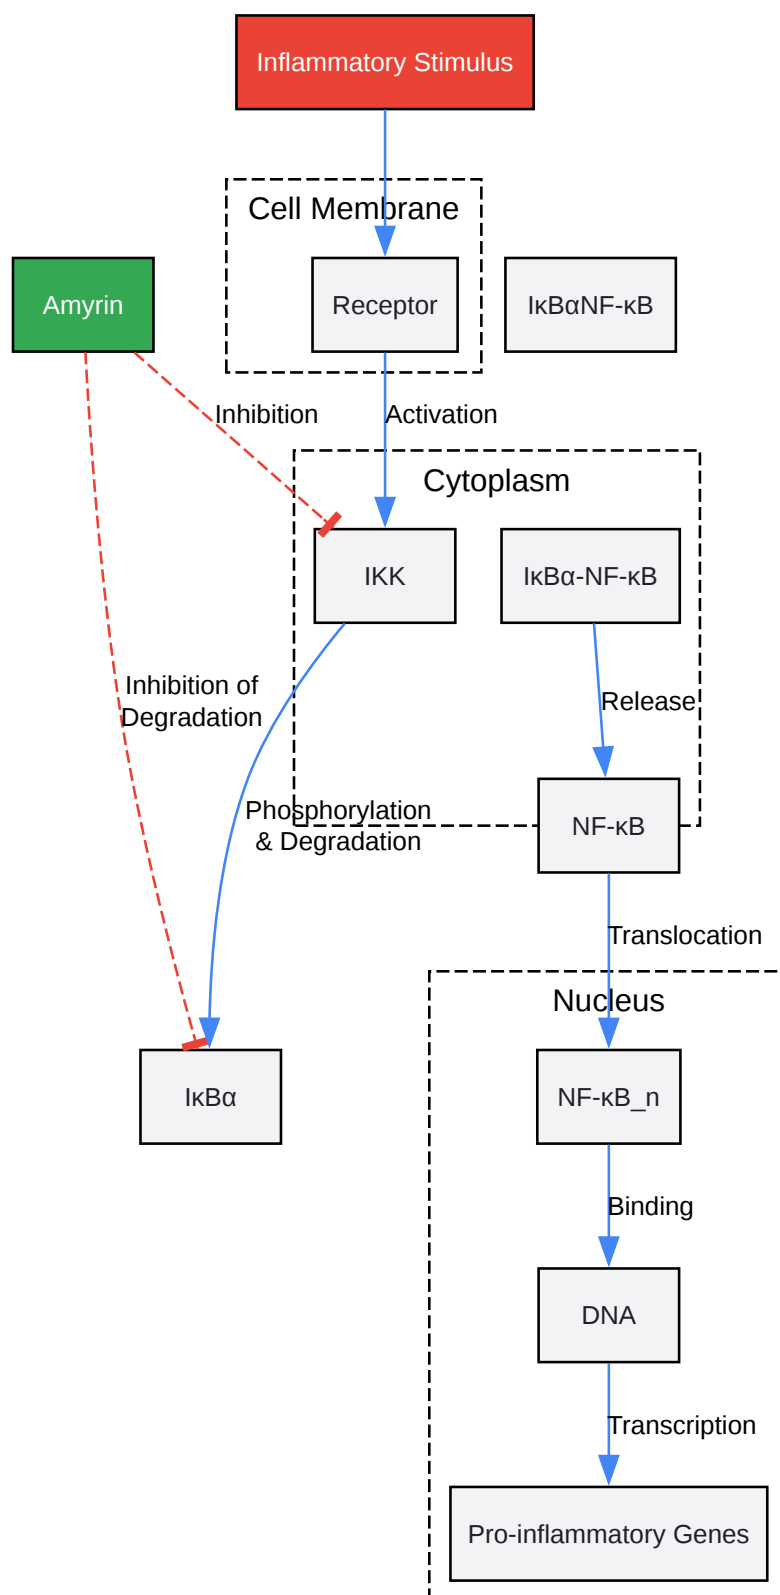 Inflammatory Stimulus
Cell Membrane
Amyrin
Receptor
IκBαNF-κB
Inhibition
Activation
Cytoplasm
IKK
IκBα-NF-κB
Inhibition of
Degradation
Release
Phosphorylation
& Degradation
NF-κB
Translocation
Nucleus
IκBα
NF-κB_n
Binding
DNA
Transcription
Pro-inflammatory Genes